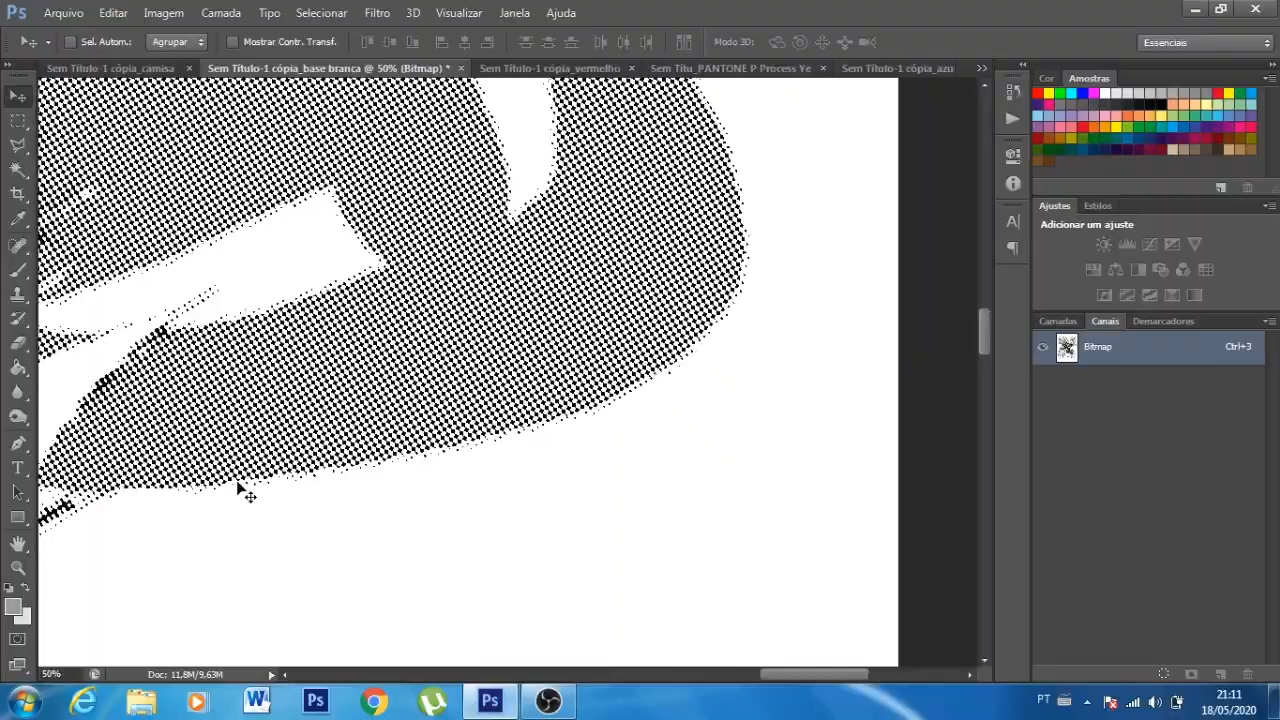 Ps Arquivo Editar Imagem Camada Tipo Selecionar Filtro 3D Visualizar Janela Ajuda
Sel. Autom.: Agrupar Mostrar Contr. Transf. Modo 3D: Essenciais
Sem Título-1 cópia_camisa × Sem Título-1 cópia_base branca @ 50% (Bitmap) * × Sem Título-1 cópia_vermelho × Sem Títu_PANTONE P Process Ye × Sem Título-1 cópia_azu
Cor Amostras
Ajustes Estilos
Adicionar um ajuste
Camadas Canais Demarcadores
Bitmap Ctrl+3
50% Doc: 11,8M/9,63M
PT 21:11
18/05/2020